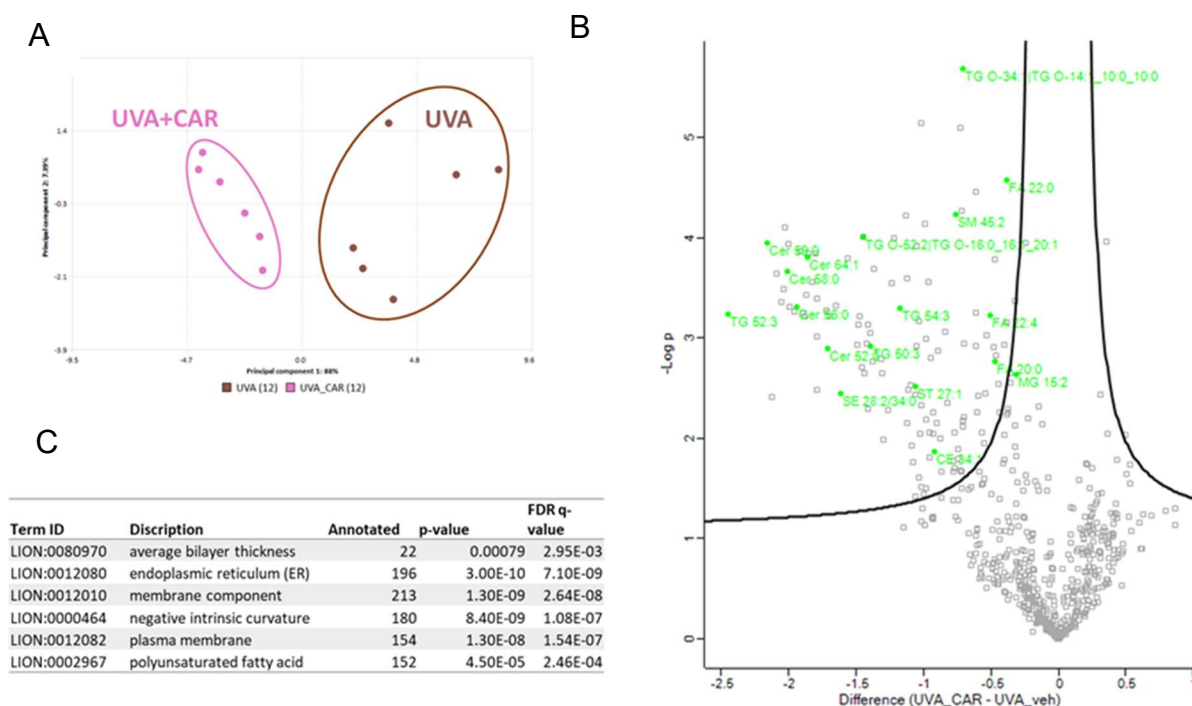 A
UVA+CAR
UVA
Principal component 2: 7.39%
1.4
-0.3
-2.1
-3.9
-9.5
-4.7
0.0
4.8
9.6
Principal component 1: 88%
UVA (12) UVA_CAR (12)
B
-Log p
5
4
3
2
1
0
TG O-34:1|TG O-14:1_10:0_10:0
FA 22:0
SM 45:2
TG O-52:2|TG O-16:0_16:1_20:1
Cer 64:1
Cer 58:0
TG 52:3
TG 54:3
FA 22:4
Cer 52:0
TG 50:3
FA 20:0
MG 15:2
SE 28:2/34:0
ST 27:1
-2.5
-2
-1.5
-1
-0.5
0
0.5
1
Difference (UVA_CAR - UVA_veh)
C
Term ID Discription Annotated p-value FDR q-value
LION:0080970 average bilayer thickness 22 0.00079 2.95E-03
LION:0012080 endoplasmic reticulum (ER) 196 3.00E-10 7.10E-09
LION:0012010 membrane component 213 1.30E-09 2.64E-08
LION:0000464 negative intrinsic curvature 180 8.40E-09 1.08E-07
LION:0012082 plasma membrane 154 1.30E-08 1.54E-07
LION:0002967 polyunsaturated fatty acid 152 4.50E-05 2.46E-04